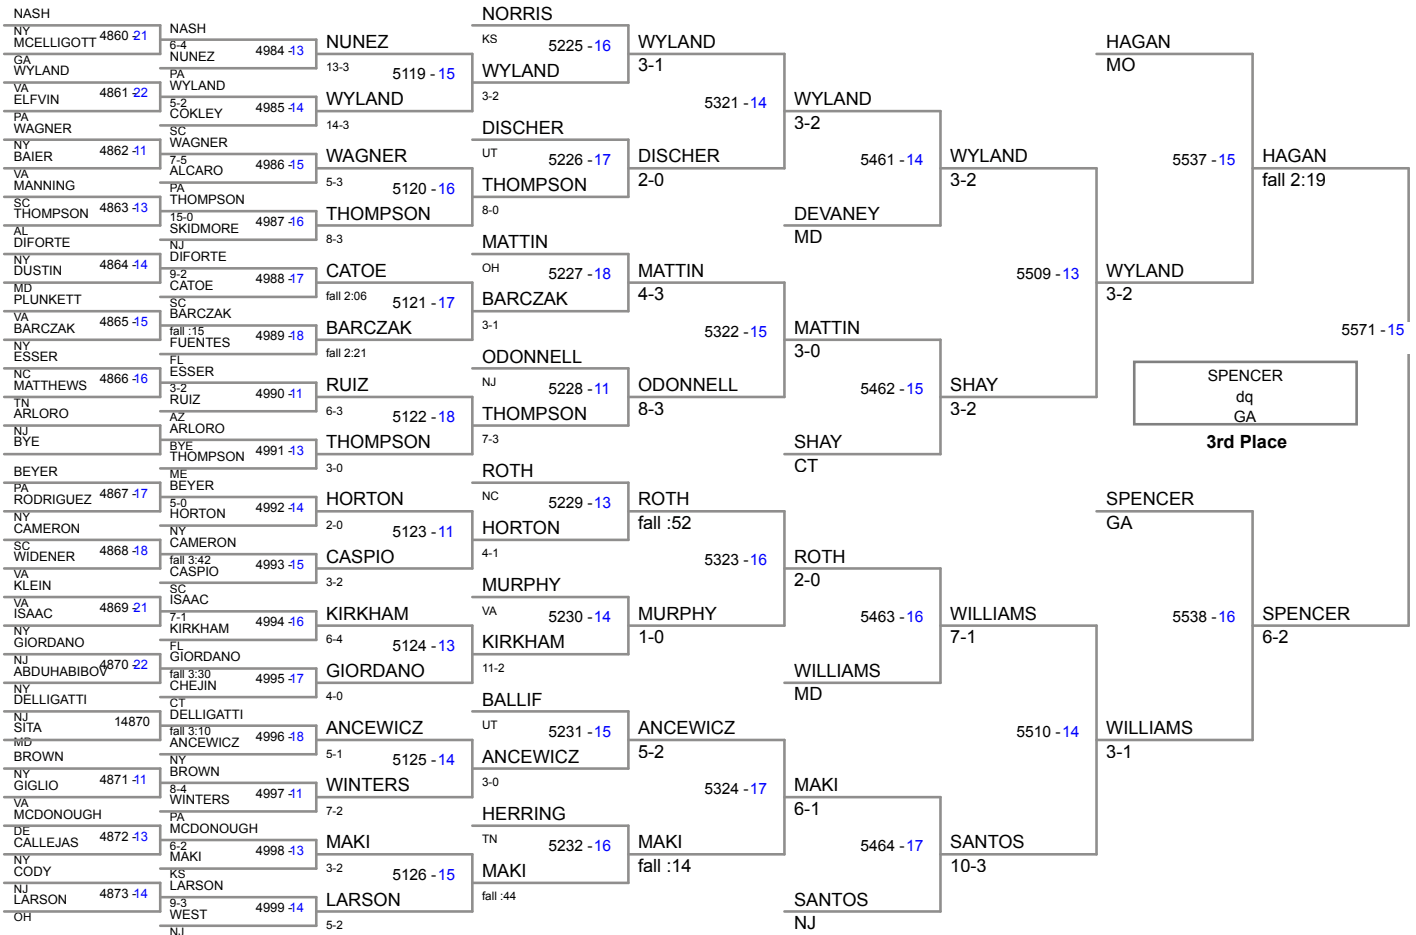 NASH
NY
MCELLIGOTT 4860 -21
GA
WYLAND
VA
ELFVIN 4861 -22
PA
WAGNER
NY
BAIER 4862 -11
VA
MANNING
SC
THOMPSON 4863 -13
AL
DIFORTE
NY
DUSTIN 4864 -14
MD
PLUNKETT
VA
BARCZAK 4865 -15
NY
ESSER
NC
MATTHEWS 4866 -16
TN
ARLORO
NJ
BYE
BEYER
PA
RODRIGUEZ 4867 -17
NY
CAMERON
SC
WIDENER 4868 -18
VA
KLEIN
VA
ISAAC 4869 -21
NY
GIORDANO
NJ
ABDUHABIBOV 4870 -22
NY
DELLIGATTI
NJ
SITA 14870
MD
BROWN
NY
GIGLIO 4871 -11
VA
MCDONOUGH
DE
CALLEJAS 4872 -13
NY
CODY
NJ
LARSON 4873 -14
OH
NASH
6-4
NUNEZ 4984 -13
PA
WYLAND
5-2
COKLEY 4985 -14
SC
WAGNER
7-5
ALCARO 4986 -15
PA
THOMPSON
15-0
SKIDMORE 4987 -16
NJ
DIFORTE
9-2
CATOE 4988 -17
SC
BARCZAK
fall :15
FUENTES 4989 -18
FL
ESSER
3-2
RUIZ 4990 -11
AZ
ARLORO
BYE
THOMPSON 4991 -13
ME
BEYER
5-0
HORTON 4992 -14
NY
CAMERON
fall 3:42
CASPIO 4993 -15
SC
ISAAC
7-1
KIRKHAM 4994 -16
FL
GIORDANO
fall 3:30
CHEJIN 4995 -17
CT
DELLIGATTI
fall 3:10
ANCEWICZ 4996 -18
NY
BROWN
8-4
WINTERS 4997 -11
PA
MCDONOUGH
6-2
MAKI 4998 -13
KS
LARSON
9-3
WEST 4999 -14
NJ
NUNEZ
13-3
5119 - 15
WYLAND
14-3
WAGNER
5-3
5120 - 16
THOMPSON
8-3
CATOE
fall 2:06
5121 - 17
BARCZAK
fall 2:21
RUIZ
6-3
5122 - 18
THOMPSON
3-0
HORTON
2-0
5123 - 11
CASPIO
3-2
KIRKHAM
6-4
5124 - 13
GIORDANO
4-0
ANCEWICZ
5-1
5125 - 14
WINTERS
7-2
MAKI
3-2
5126 - 15
LARSON
5-2
NORRIS
KS
5225 - 16
WYLAND
3-2
DISCHER
UT
5226 - 17
THOMPSON
8-0
MATTIN
OH
5227 - 18
BARCZAK
3-1
ODONNELL
NJ
5228 - 11
THOMPSON
7-3
ROTH
NC
5229 - 13
HORTON
4-1
MURPHY
VA
5230 - 14
KIRKHAM
11-2
BALLIF
UT
5231 - 15
ANCEWICZ
3-0
HERRING
TN
5232 - 16
MAKI
fall :44
WYLAND
3-1
5321 - 14
DISCHER
2-0
MATTIN
4-3
5322 - 15
ODONNELL
8-3
ROTH
fall :52
5323 - 16
MURPHY
1-0
ANCEWICZ
5-2
5324 - 17
MAKI
fall :14
WYLAND
3-2
5461 - 14
DEVANEY
MD
MATTIN
3-0
5462 - 15
SHAY
CT
ROTH
2-0
5463 - 16
WILLIAMS
MD
MAKI
6-1
5464 - 17
SANTOS
NJ
WYLAND
3-2
5509 - 13
SHAY
3-2
WILLIAMS
7-1
5510 - 14
SANTOS
10-3
HAGAN
MO
5537 - 15
WYLAND
3-2
SPENCER
GA
5538 - 16
WILLIAMS
3-1
HAGAN
fall 2:19
5571 - 15
SPENCER
6-2
SPENCER
dq
GA
3rd Place